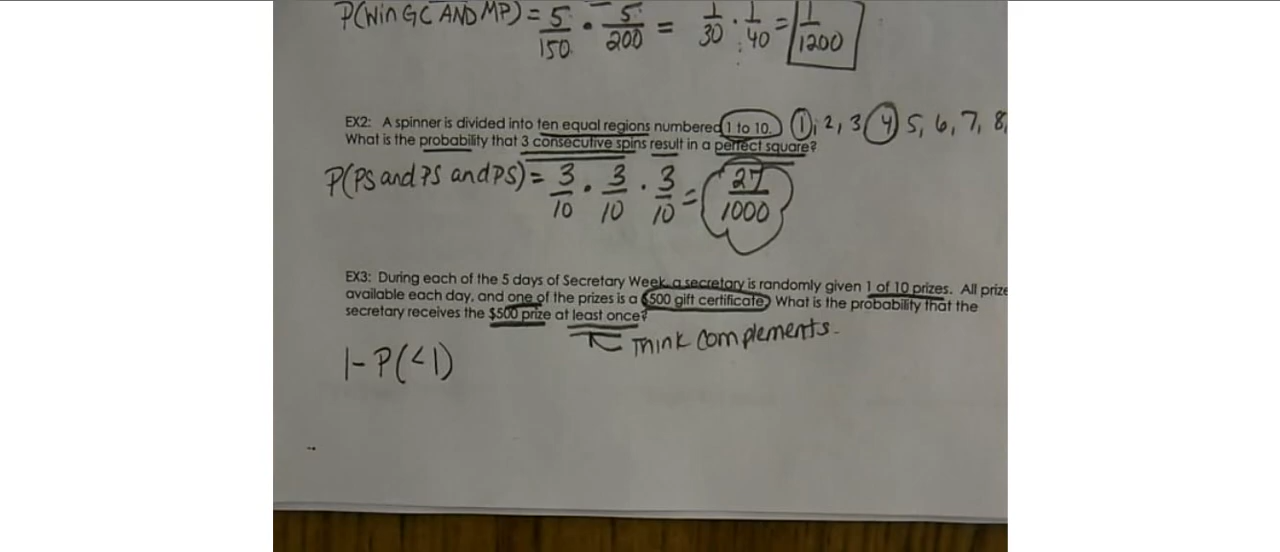 P(Win GC AND MP) = 5/150 · 5/200 = 1/30 · 1/40 = 1/1200
EX2: A spinner is divided into ten equal regions numbered 1 to 10. 1, 2, 3 4 5, 6, 7, 8,
What is the probability that 3 consecutive spins result in a perfect square?
P(PS and PS and PS) = 3/10 · 3/10 · 3/10 = 27/1000
EX3: During each of the 5 days of Secretary Week, a secretary is randomly given 1 of 10 prizes. All prize
available each day, and one of the prizes is a $500 gift certificate. What is the probability that the
secretary receives the $500 prize at least once?
Think complements.
1 - P(<1)